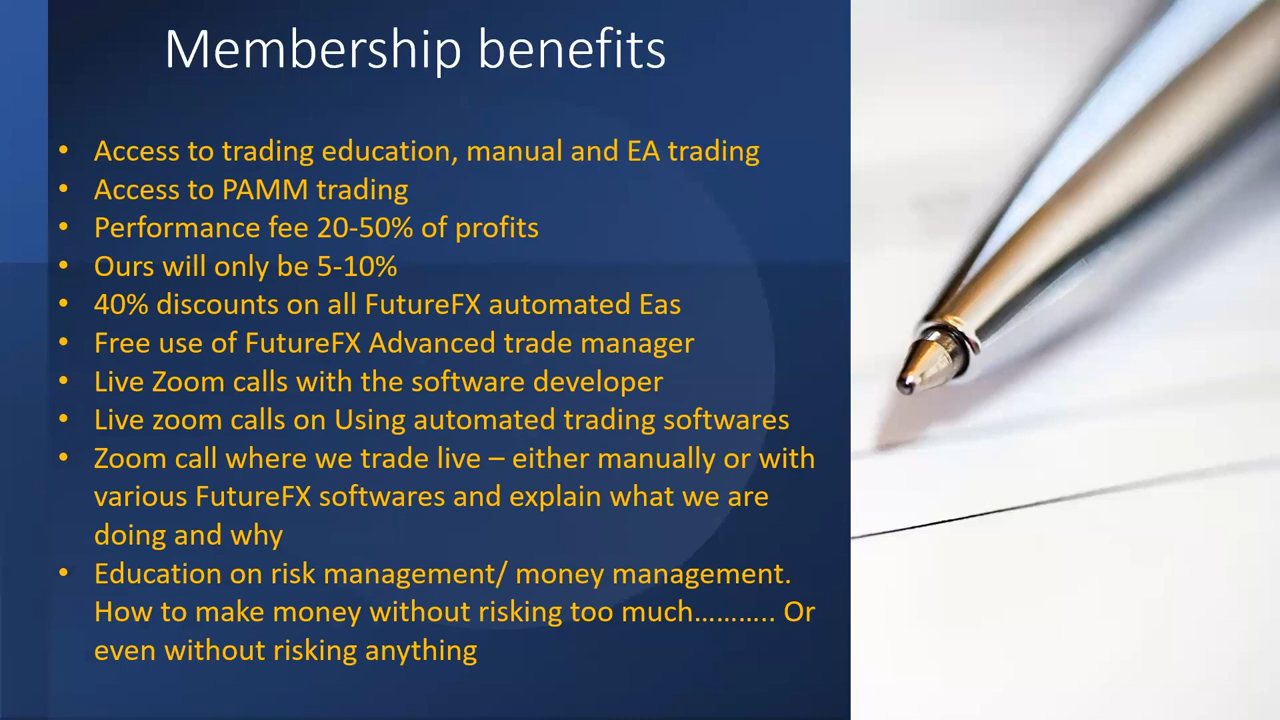 Membership benefits
• Access to trading education, manual and EA trading
• Access to PAMM trading
• Performance fee 20-50% of profits
• Ours will only be 5-10%
• 40% discounts on all FutureFX automated Eas
• Free use of FutureFX Advanced trade manager
• Live Zoom calls with the software developer
• Live zoom calls on Using automated trading softwares
• Zoom call where we trade live – either manually or with
various FutureFX softwares and explain what we are
doing and why
• Education on risk management/ money management.
How to make money without risking too much……….. Or
even without risking anything